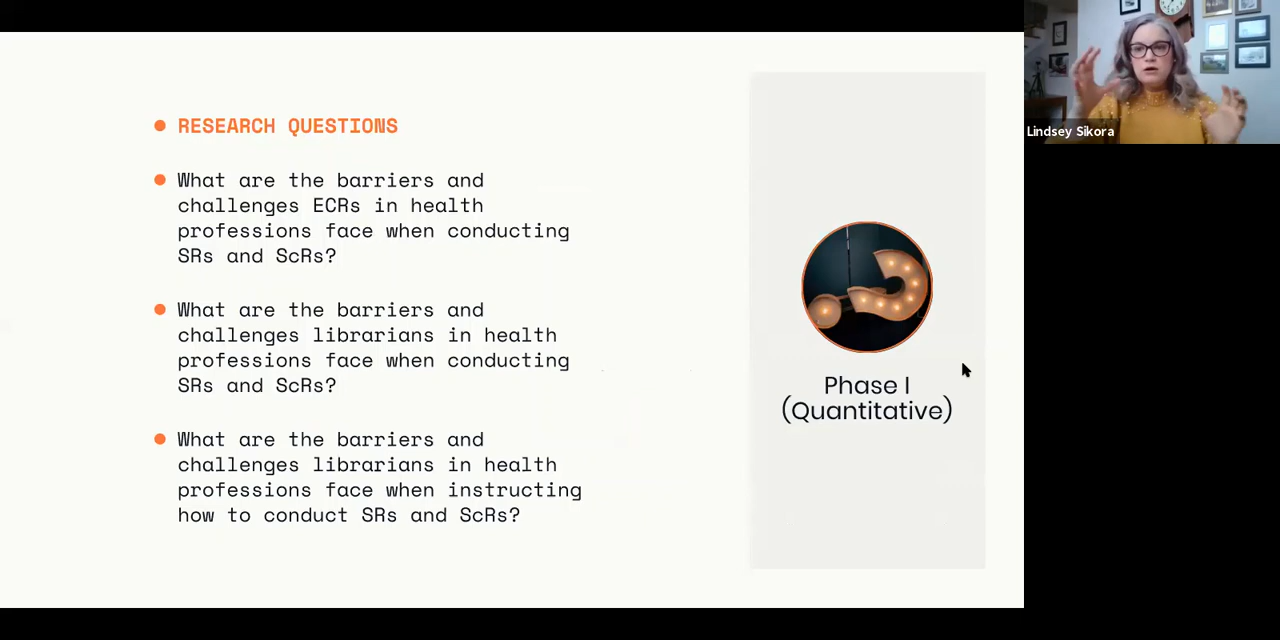 RESEARCH QUESTIONS
What are the barriers and
challenges ECRs in health
professions face when conducting
SRs and ScRs?
What are the barriers and
challenges librarians in health
professions face when conducting
SRs and ScRs?
What are the barriers and
challenges librarians in health
professions face when instructing
how to conduct SRs and ScRs?
Phase I
(Quantitative)
Lindsey Sikora